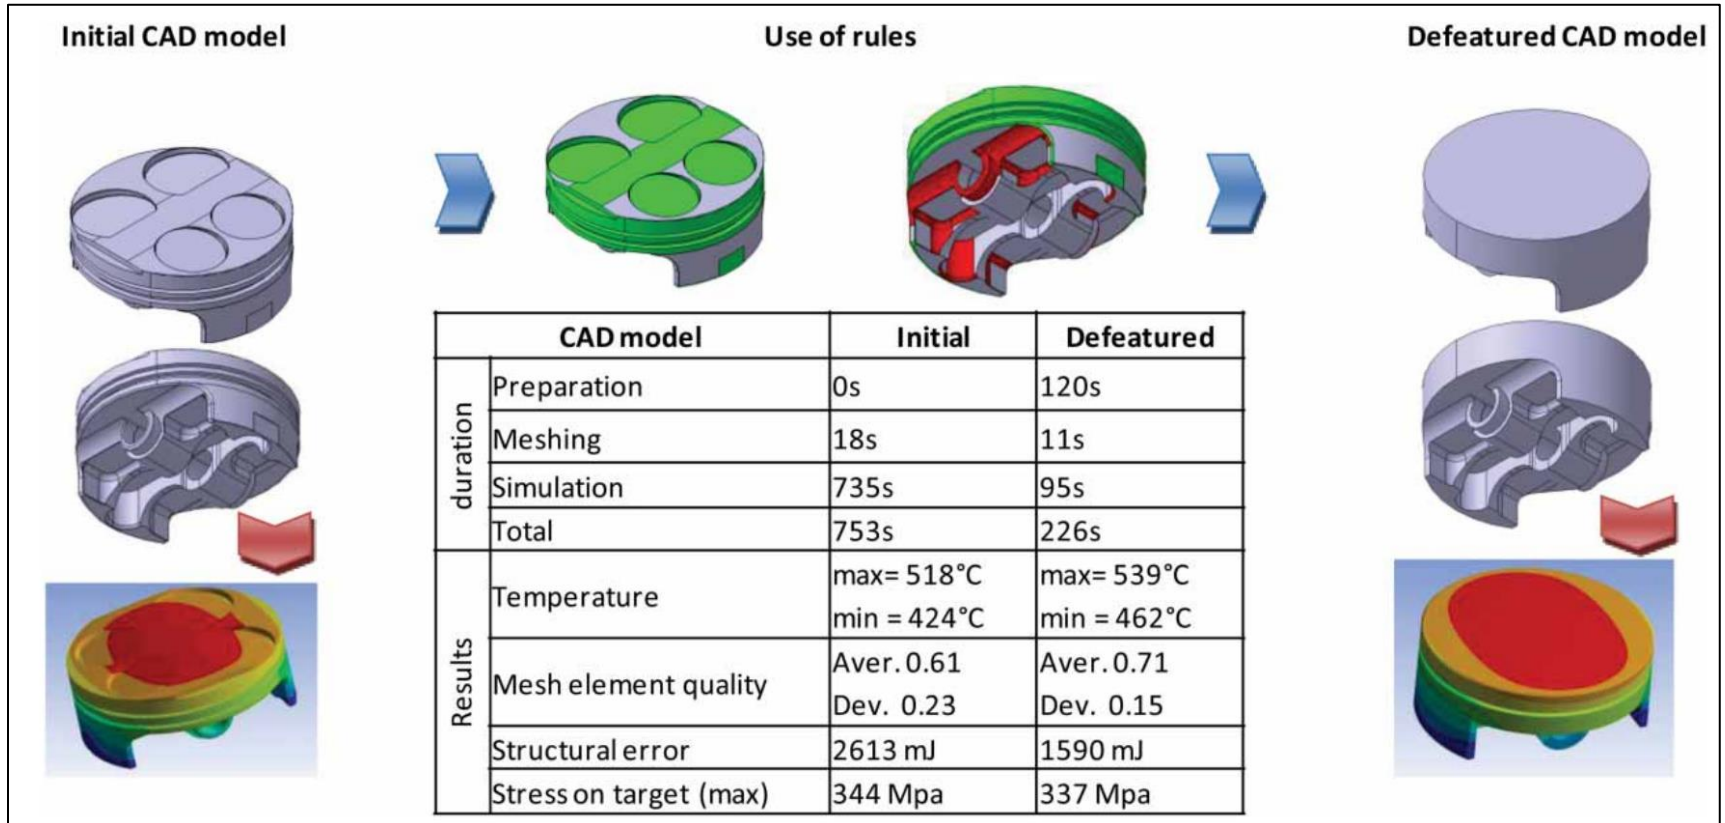 Initial CAD model
Use of rules
Defeatured CAD model
CAD model Initial Defeatured
duration
Preparation 0s 120s
Meshing 18s 11s
Simulation 735s 95s
Total 753s 226s
Results
Temperature
max= 518°C max= 539°C
min = 424°C min = 462°C
Mesh element quality
Aver. 0.61 Aver. 0.71
Dev. 0.23 Dev. 0.15
Structural error 2613 mJ 1590 mJ
Stress on target (max) 344 Mpa 337 Mpa